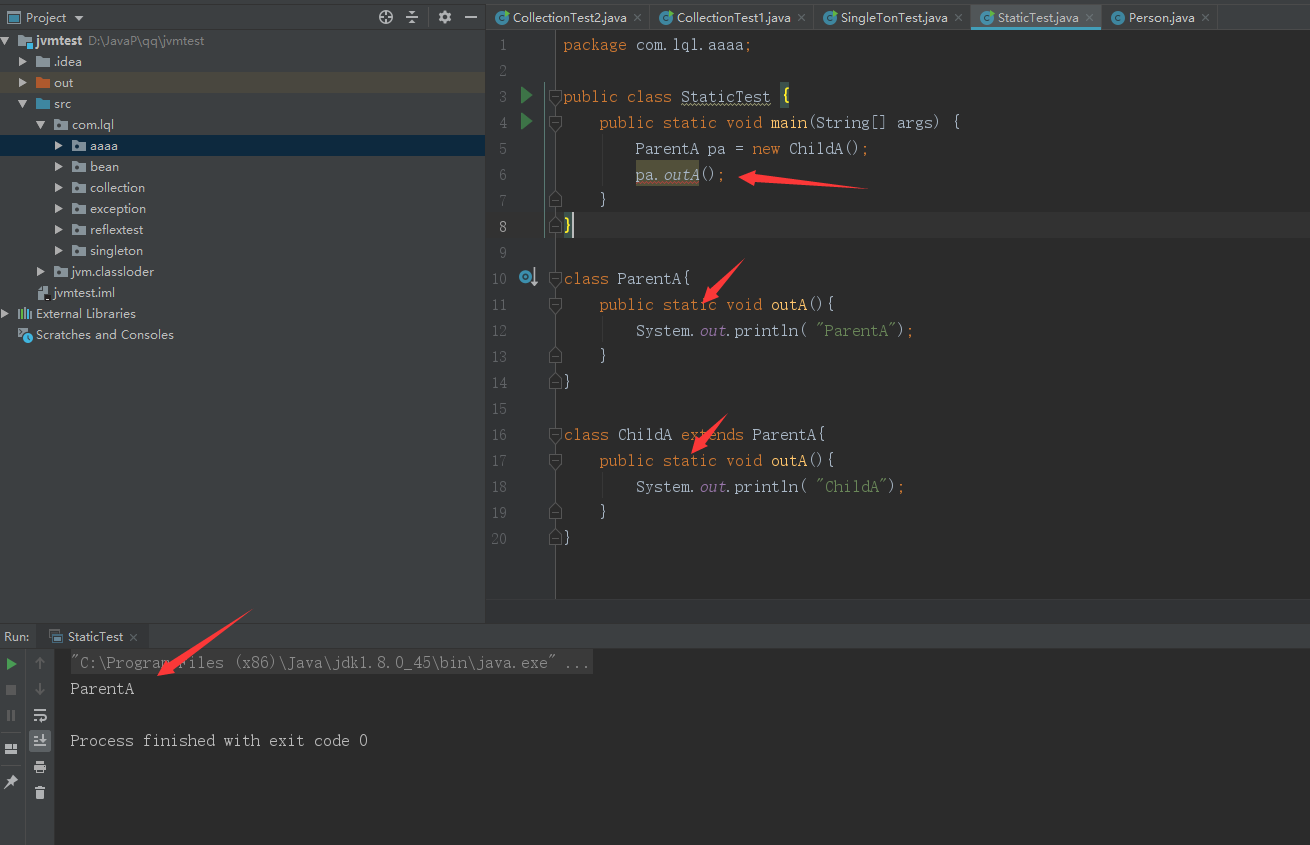 Project
jvmtest D:\JavaP\qq\jvmtest
.idea
out
src
com.lql
aaaa
bean
collection
exception
reflextest
singleton
jvm.classloder
jvmtest.iml
External Libraries
Scratches and Consoles
CollectionTest2.java CollectionTest1.java SingleTonTest.java StaticTest.java Person.java
1 package com.lql.aaaa;
2
3 public class StaticTest {
4 public static void main(String[] args) {
5 ParentA pa = new ChildA();
6 pa.outA();
7 }
8 }
9
10 class ParentA{
11 public static void outA(){
12 System.out.println( "ParentA");
13 }
14 }
15
16 class ChildA extends ParentA{
17 public static void outA(){
18 System.out.println( "ChildA");
19 }
20 }
Run: StaticTest
"C:\Program Files (x86)\Java\jdk1.8.0_45\bin\java.exe" ...
ParentA
Process finished with exit code 0